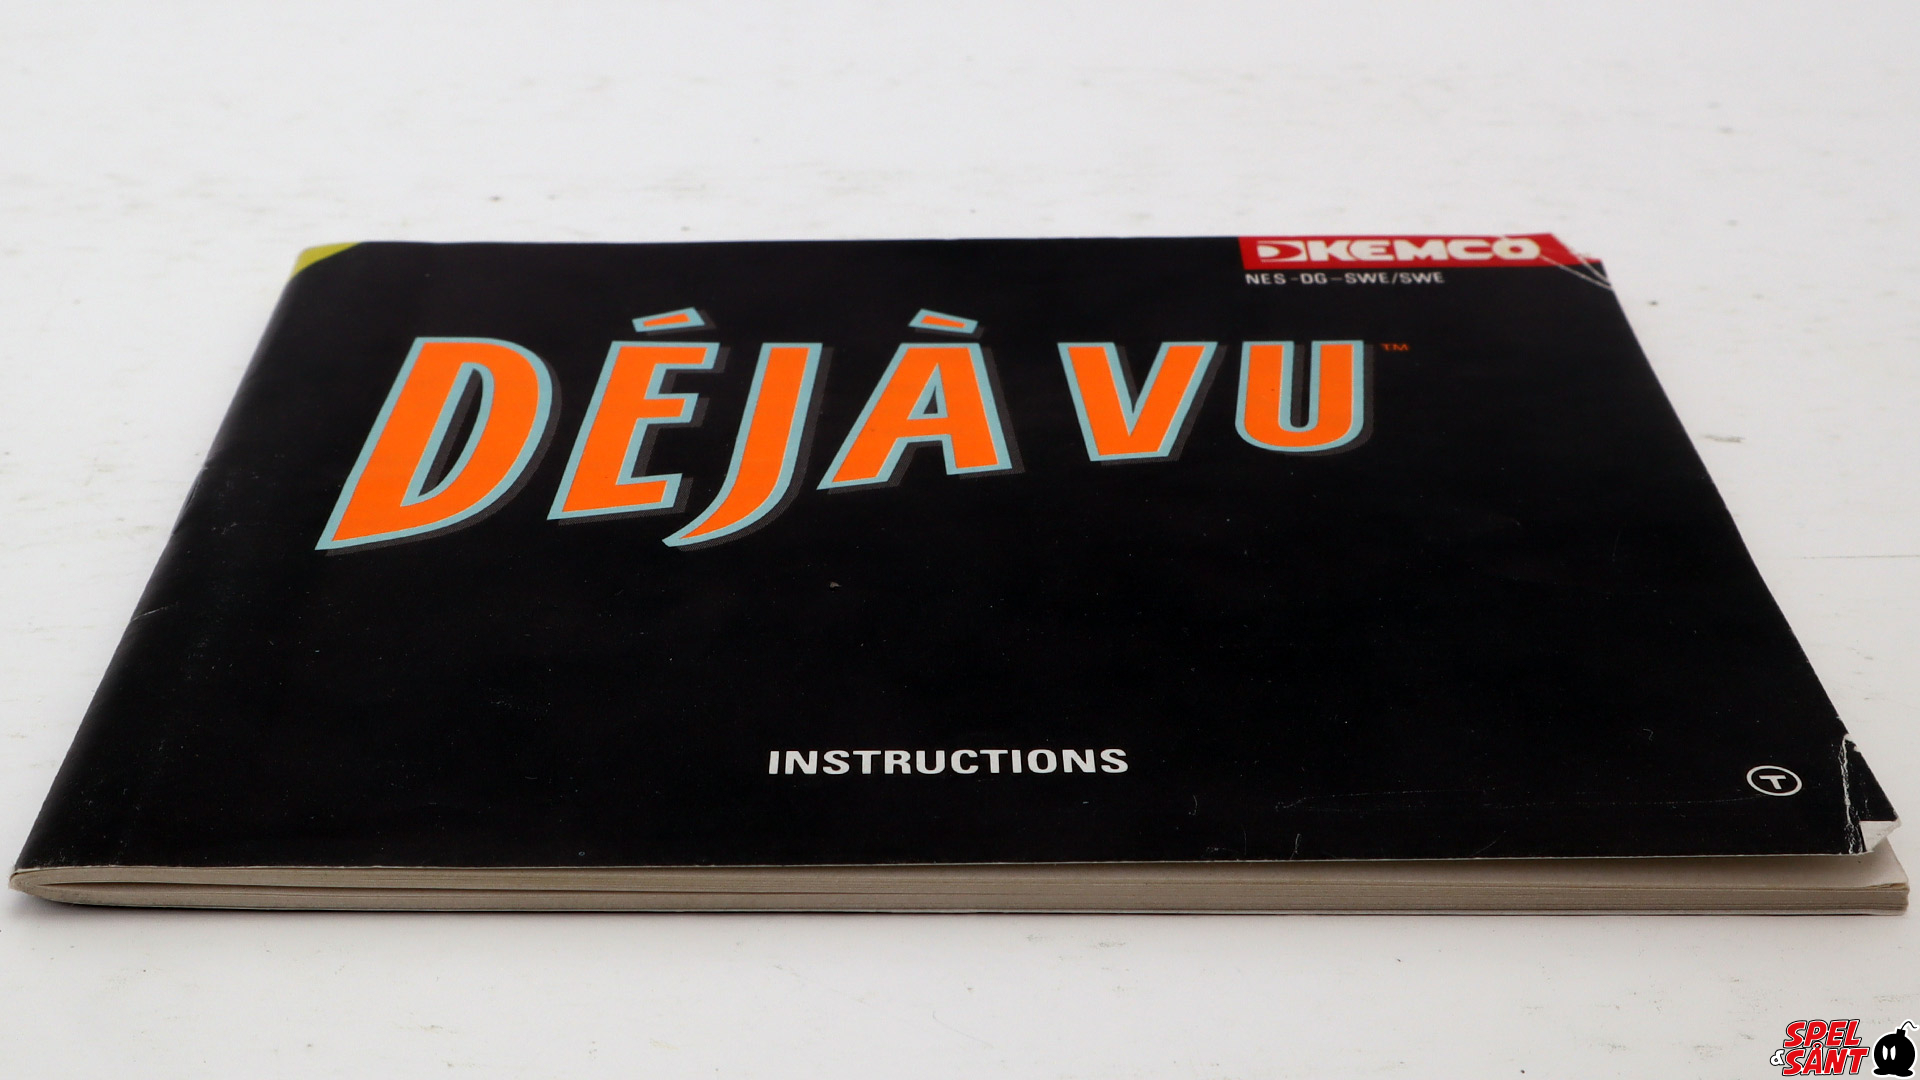 KEMCO
NES-DG-SWE/SWE
DÉJÀ VU™
INSTRUCTIONS
T
SPEL
& SÅNT